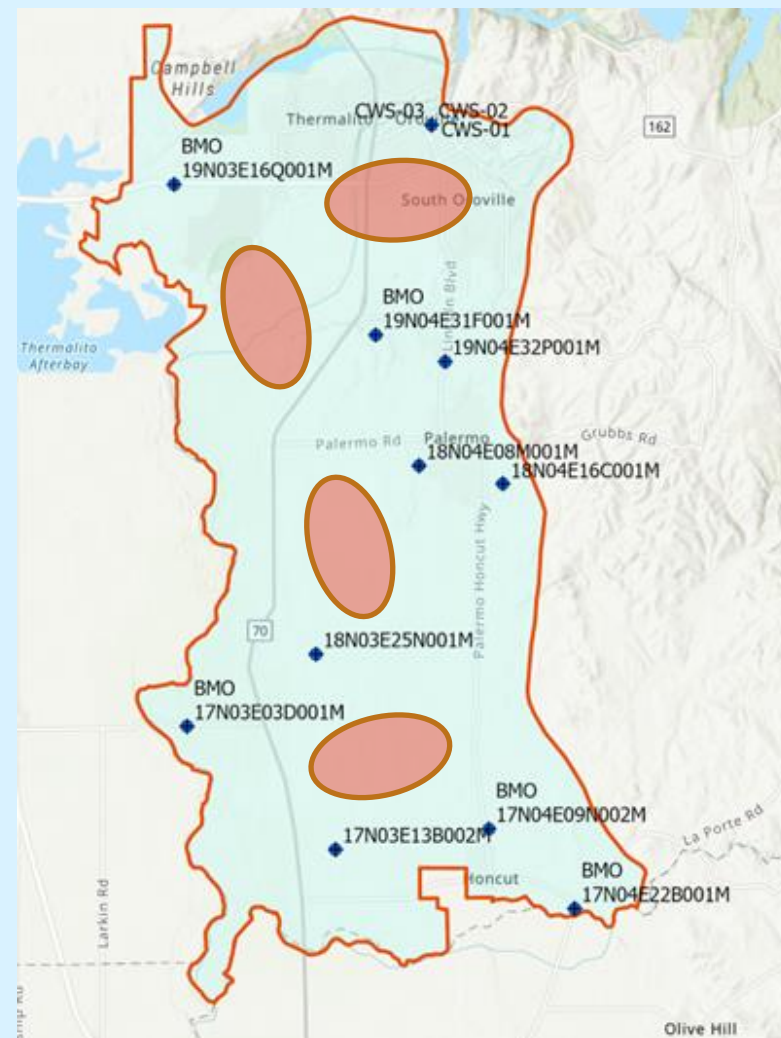 Campbell
Hills
CWS-03 CWS-02
Thermalito
CWS-01
162
BMO
19N03E16Q001M
South Oroville
BMO
19N04E31F001M
19N04E32P001M
Thermalito
Afterbay
Palermo Rd
Palermo
Grubbs Rd
18N04E08M001M
18N04E16C001M
Palermo Honcut Hwy
70
18N03E25N001M
BMO
17N03E03D001M
BMO
17N04E09N002M
17N03E13B002M
La Porte Rd
BMO
17N04E22B001M
Honcut
Larkin Rd
Olive Hill